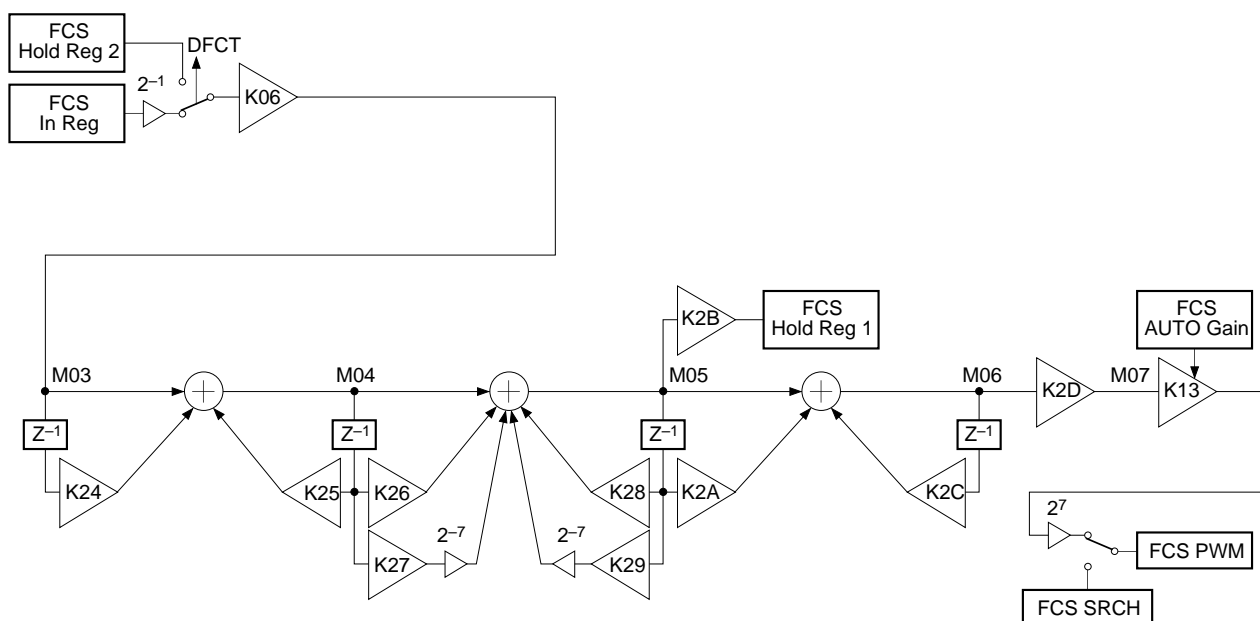 FCS
Hold Reg 2
DFCT
2–1
FCS
In Reg
K06
K2B
FCS
Hold Reg 1
FCS
AUTO Gain
M03
M04
M05
M06
K2D
M07
K13
Z–1
Z–1
Z–1
Z–1
K24
K25
K26
K28
K2A
K2C
2–7
2–7
K27
K29
27
FCS PWM
FCS SRCH